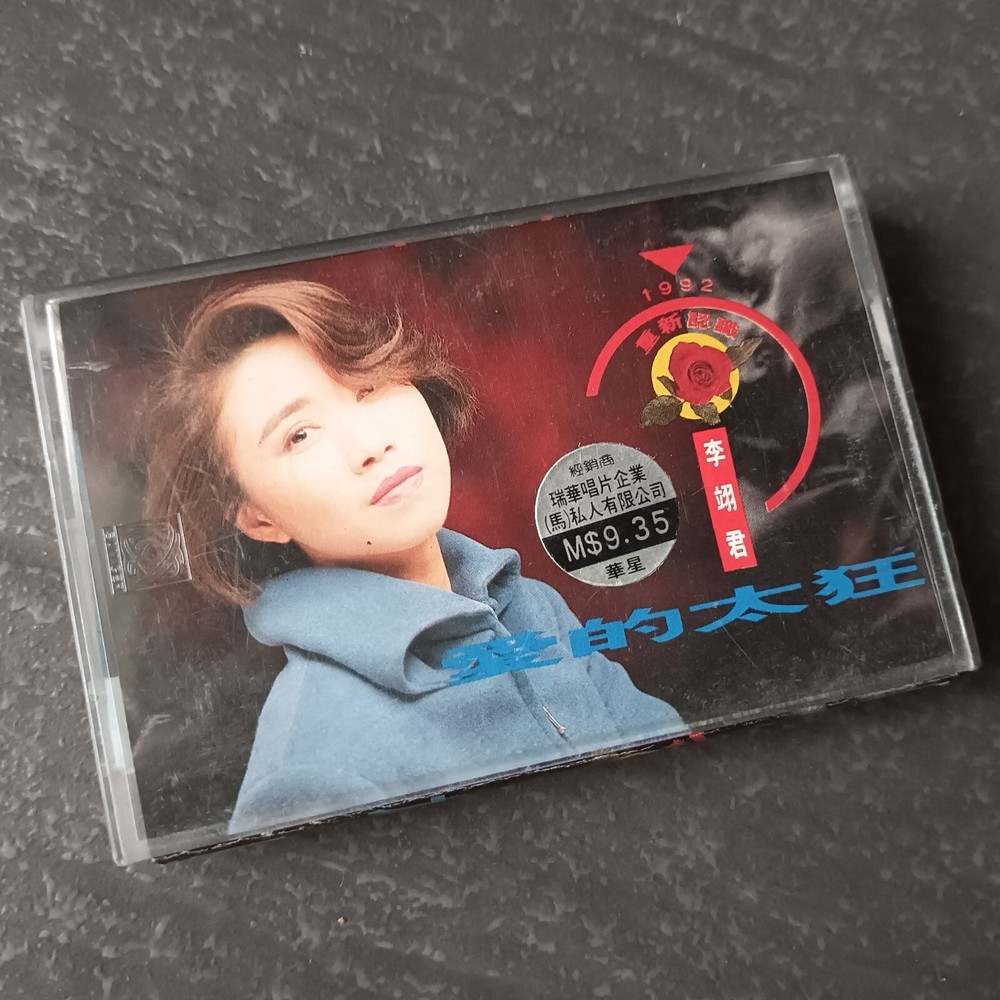 1992
重新認識
李翊君
經銷商
瑞華唱片企業
(馬)私人有限公司
M$9.35
華星
愛的太狂